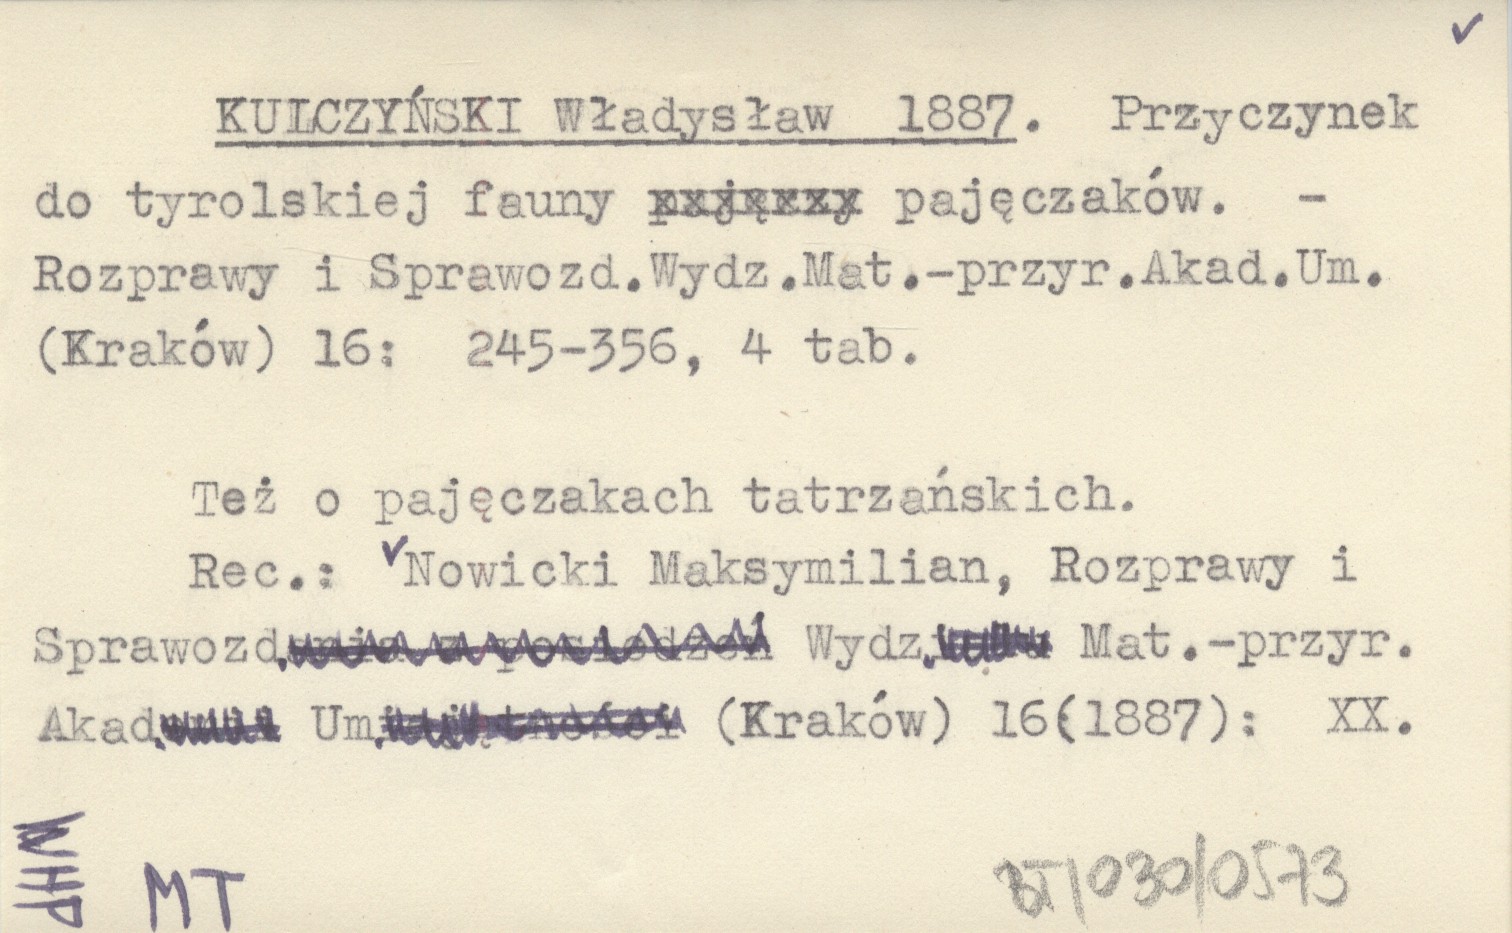 KULCZYŃSKI Władysław 1887. Przyczynek
do tyrolskiej fauny pajęczaków. -
Rozprawy i Sprawozd.Wydz.Mat.-przyr.Akad.Um.
(Kraków) 16: 245-356, 4 tab.
Też o pajęczakach tatrzańskich.
Rec.: Nowicki Maksymilian, Rozprawy i
Sprawozd. Wydz. Mat.-przyr.
Akad. Um. (Kraków) 16(1887): XX.
WHP
MT
BT/030/0573